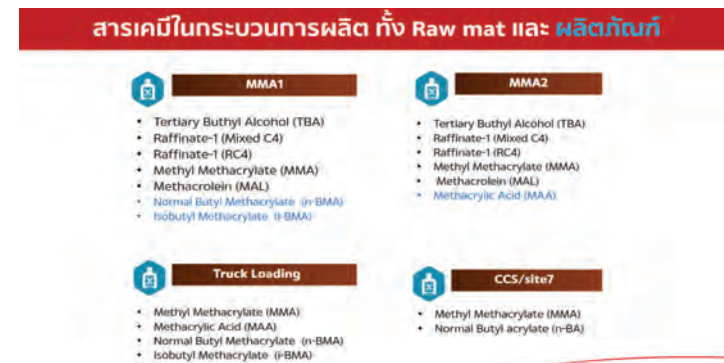 สารเคมีในกระบวนการผลิต ทั้ง Raw mat และ ผลิตภัณฑ์
MMA1
• Tertiary Buthyl Alcohol (TBA)
• Raffinate-1 (Mixed C4)
• Raffinate-1 (RC4)
• Methyl Methacrylate (MMA)
• Methacrolein (MAL)
• Normal Butyl Methacrylate (n-BMA)
• Isobutyl Methacrylate (i-BMA)
MMA2
• Tertiary Buthyl Alcohol (TBA)
• Raffinate-1 (Mixed C4)
• Raffinate-1 (RC4)
• Methyl Methacrylate (MMA)
• Methacrolein (MAL)
• Methacrylic Acid (MAA)
Truck Loading
• Methyl Methacrylate (MMA)
• Methacrylic Acid (MAA)
• Normal Butyl Methacrylate (n-BMA)
• Isobutyl Methacrylate (i-BMA)
CCS/site7
• Methyl Methacrylate (MMA)
• Normal Butyl acrylate (n-BA)